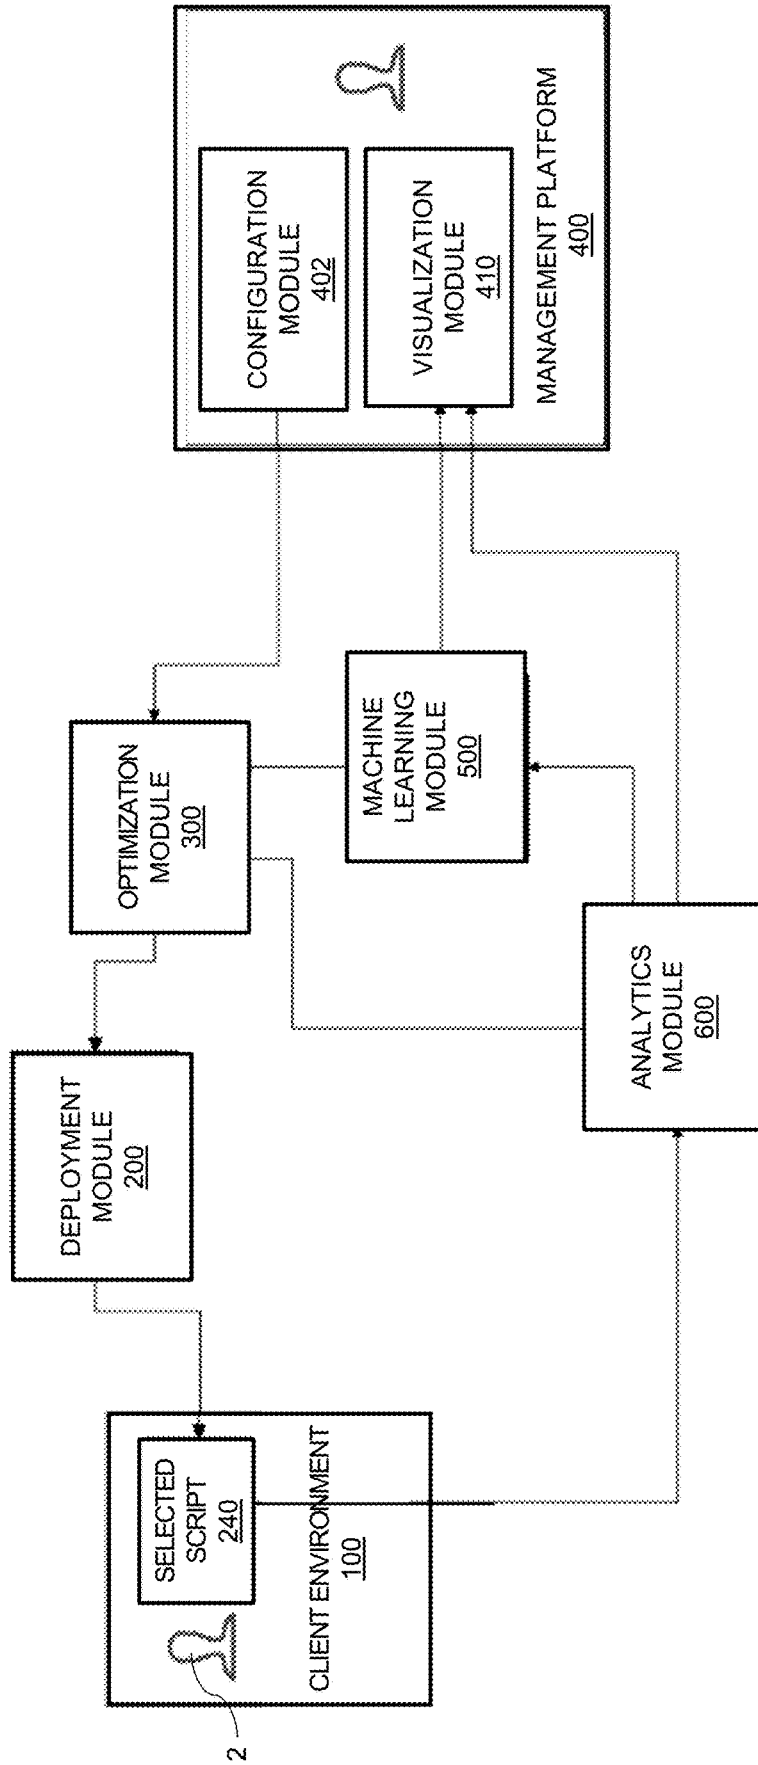 2
SELECTED
SCRIPT
240
CLIENT ENVIRONMENT
100
DEPLOYMENT
MODULE
200
OPTIMIZATION
MODULE
300
MACHINE
LEARNING
MODULE
500
ANALYTICS
MODULE
600
CONFIGURATION
MODULE
402
VISUALIZATION
MODULE
410
MANAGEMENT PLATFORM
400